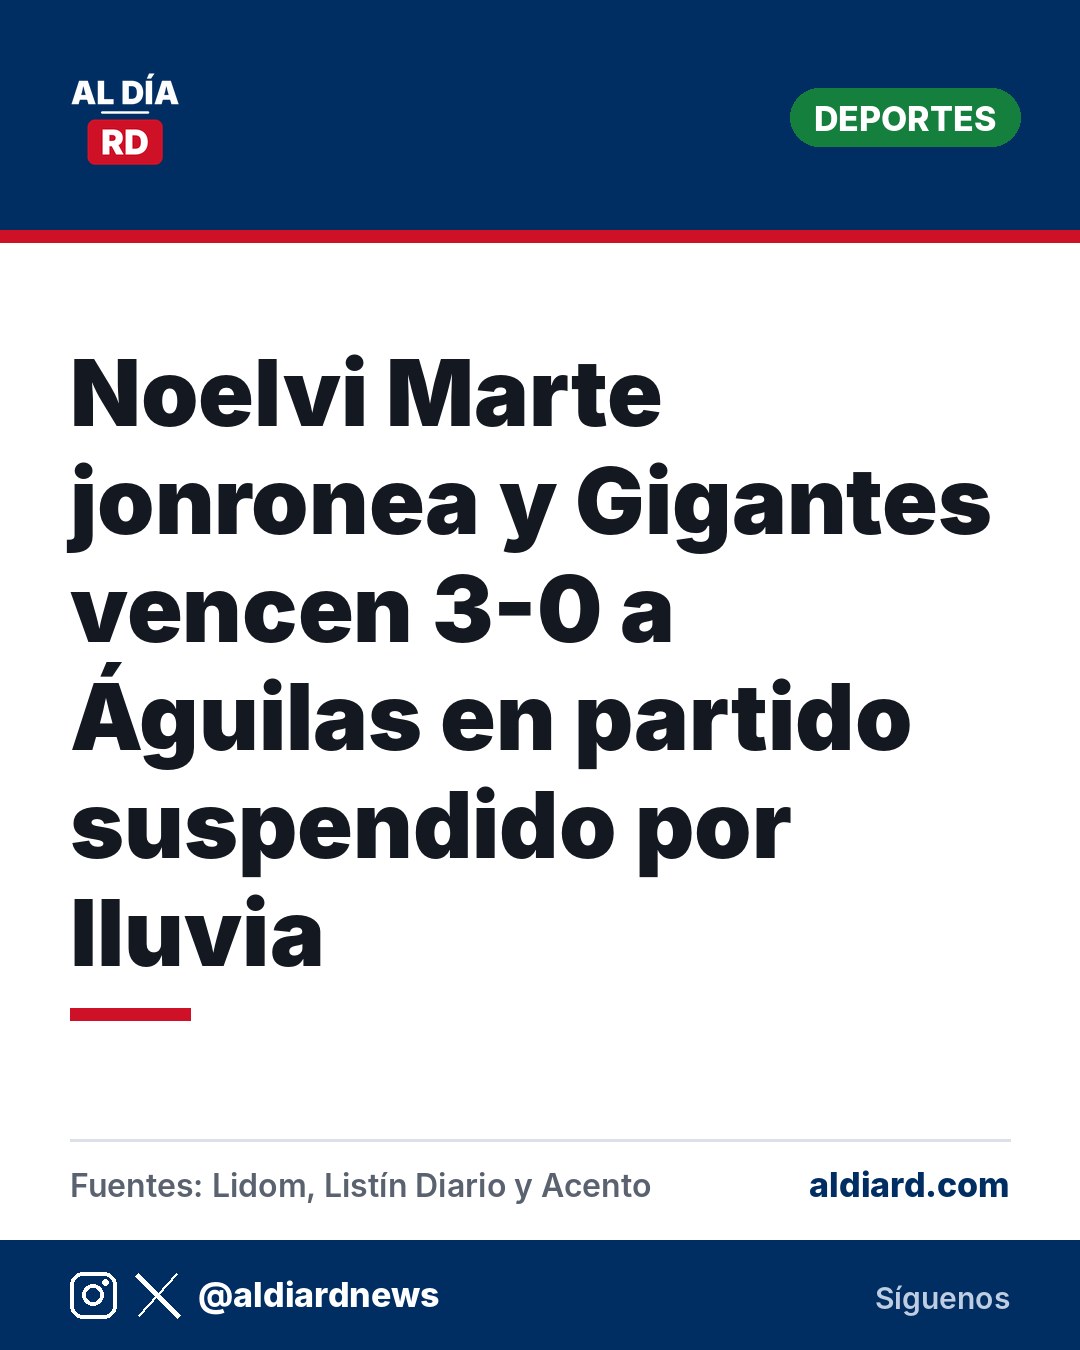 AL DÍA
RD
DEPORTES
Noelvi Marte
jonronea y Gigantes
vencen 3-0 a
Águilas en partido
suspendido por
lluvia
Fuentes: Lidom, Listín Diario y Acento
aldiard.com
@aldiardnews
Síguenos